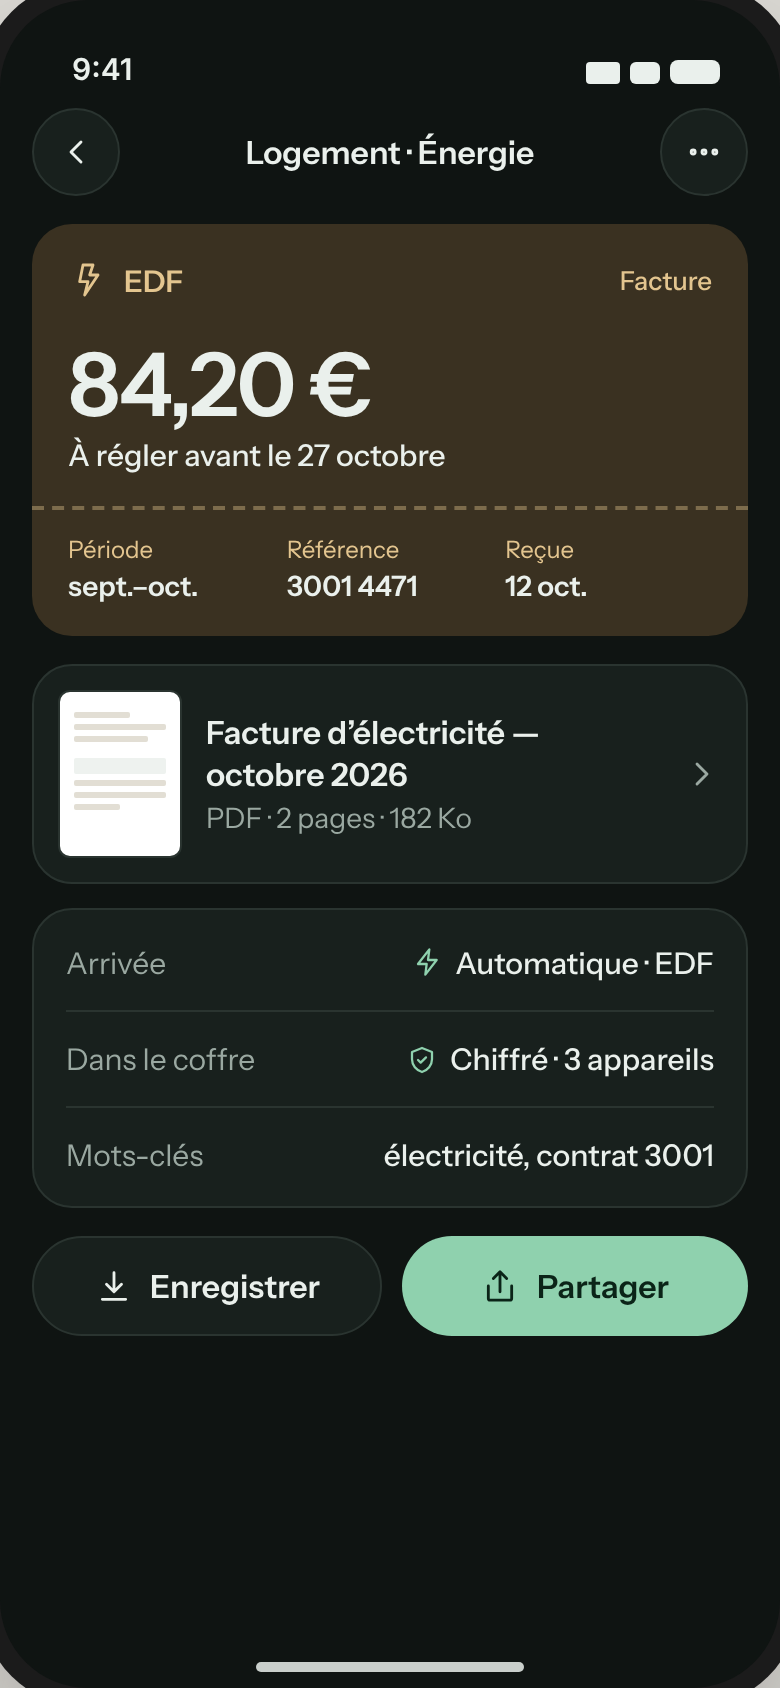 9:41
Logement · Énergie
EDF
Facture
84,20 €
À régler avant le 27 octobre
Période
Référence
Reçue
sept.–oct.
3001 4471
12 oct.
Facture d’électricité —
octobre 2026
PDF · 2 pages · 182 Ko
Arrivée
Automatique · EDF
Dans le coffre
Chiffré · 3 appareils
Mots-clés
électricité, contrat 3001
Enregistrer
Partager